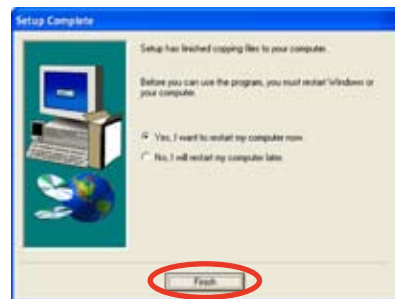 Setup Complete
Setup has finished copying files to your computer.
Before you can use the program, you must restart Windows or
your computer.
Yes, I want to restart my computer now.
No, I will restart my computer later.
Finish